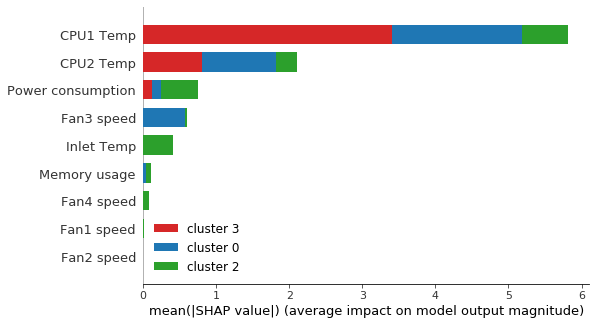 CPU1 Temp
CPU2 Temp
Power consumption
Fan3 speed
Inlet Temp
Memory usage
Fan4 speed
Fan1 speed
Fan2 speed
cluster 3
cluster 0
cluster 2
0 1 2 3 4 5 6
mean(|SHAP value|) (average impact on model output magnitude)